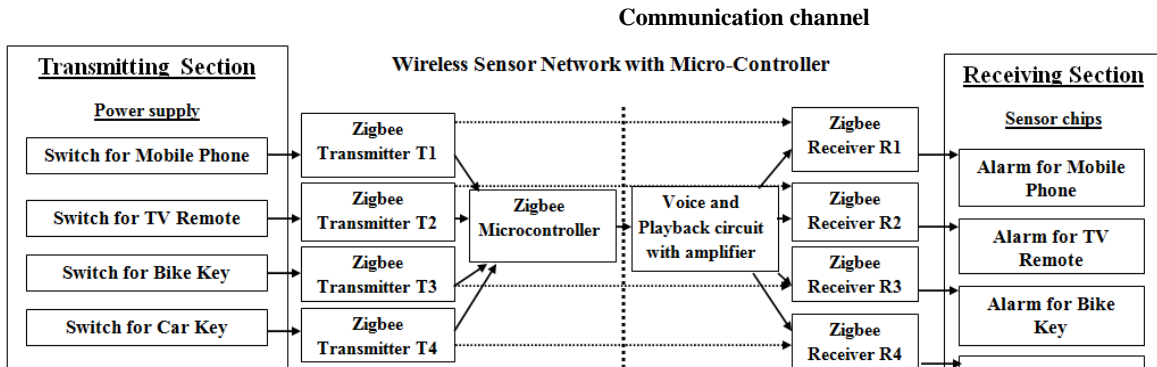 Communication channel
Transmitting Section
Wireless Sensor Network with Micro-Controller
Receiving Section
Power supply
Sensor chips
Switch for Mobile Phone
Zigbee
Transmitter T1
Zigbee
Receiver R1
Alarm for Mobile
Phone
Switch for TV Remote
Zigbee
Transmitter T2
Zigbee
Microcontroller
Voice and
Playback circuit
with amplifier
Zigbee
Receiver R2
Alarm for TV
Remote
Switch for Bike Key
Zigbee
Transmitter T3
Zigbee
Receiver R3
Alarm for Bike
Key
Switch for Car Key
Zigbee
Transmitter T4
Zigbee
Receiver R4